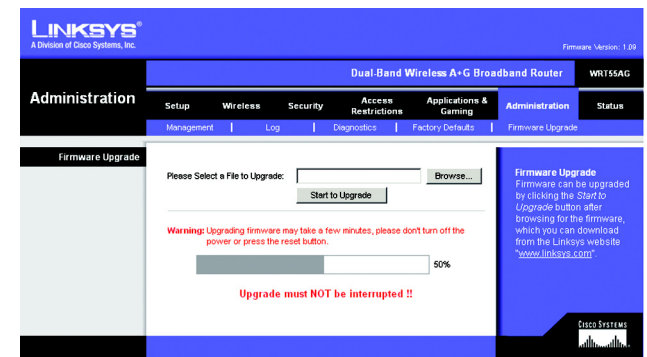 LINKSYS®
A Division of Cisco Systems, Inc.
Firmware Version: 1.09
Dual-Band Wireless A+G Broadband Router
WRT55AG
Administration
Setup
Wireless
Security
Access Restrictions
Applications & Gaming
Administration
Status
Management | Log | Diagnostics | Factory Defaults | Firmware Upgrade
Firmware Upgrade
Please Select a File to Upgrade:
Browse...
Start to Upgrade
Warning: Upgrading firmware may take a few minutes, please don't turn off the
power or press the reset button.
50%
Upgrade must NOT be interrupted !!
Firmware Upgrade
Firmware can be upgraded
by clicking the Start to
Upgrade button after
browsing for the firmware,
which you can download
from the Linksys website
"www.linksys.com".
CISCO SYSTEMS